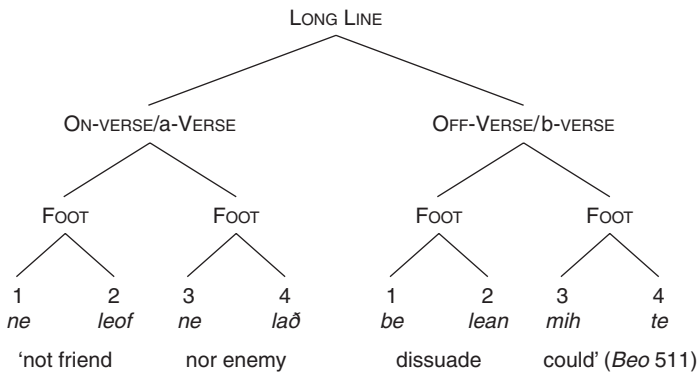 LONG LINE
ON-VERSE/a-VERSE OFF-VERSE/b-VERSE
FOOT FOOT FOOT FOOT
1 2 3 4 1 2 3 4
ne leof ne lað be lean mih te
‘not friend nor enemy dissuade could’ (Beo 511)